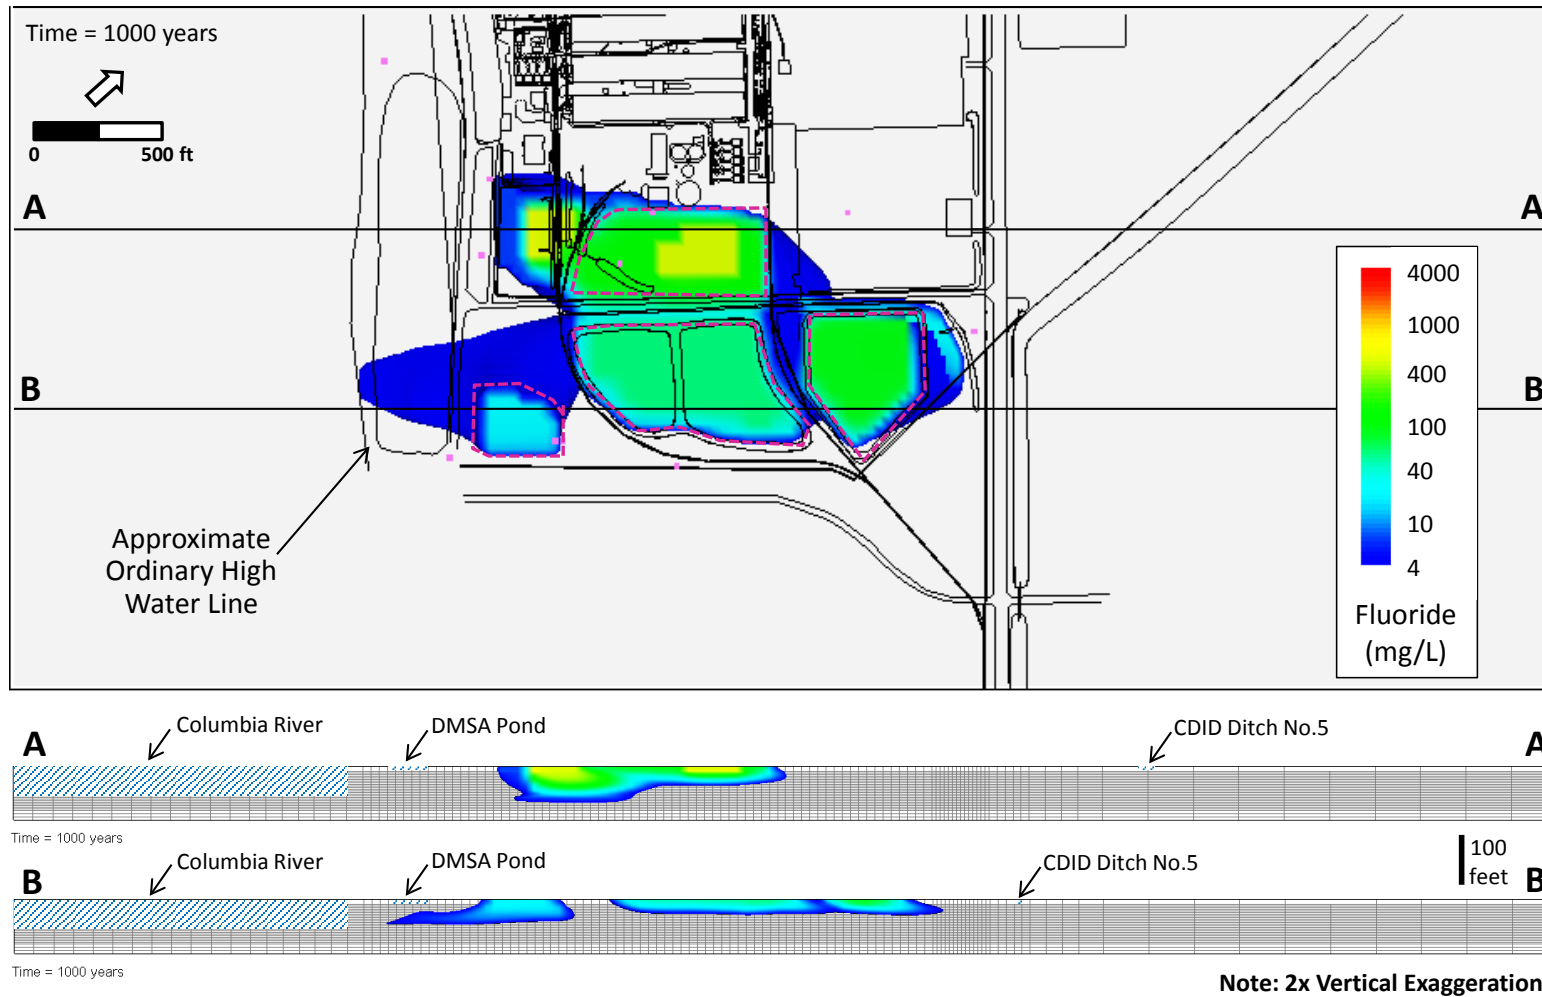 Time = 1000 years
0 500 ft
A A
B B
Approximate
Ordinary High
Water Line
4000
1000
400
100
40
10
4
Fluoride
(mg/L)
A Columbia River DMSA Pond CDID Ditch No.5 A
Time = 1000 years
B Columbia River DMSA Pond CDID Ditch No.5 B
100
feet
Time = 1000 years
Note: 2x Vertical Exaggeration